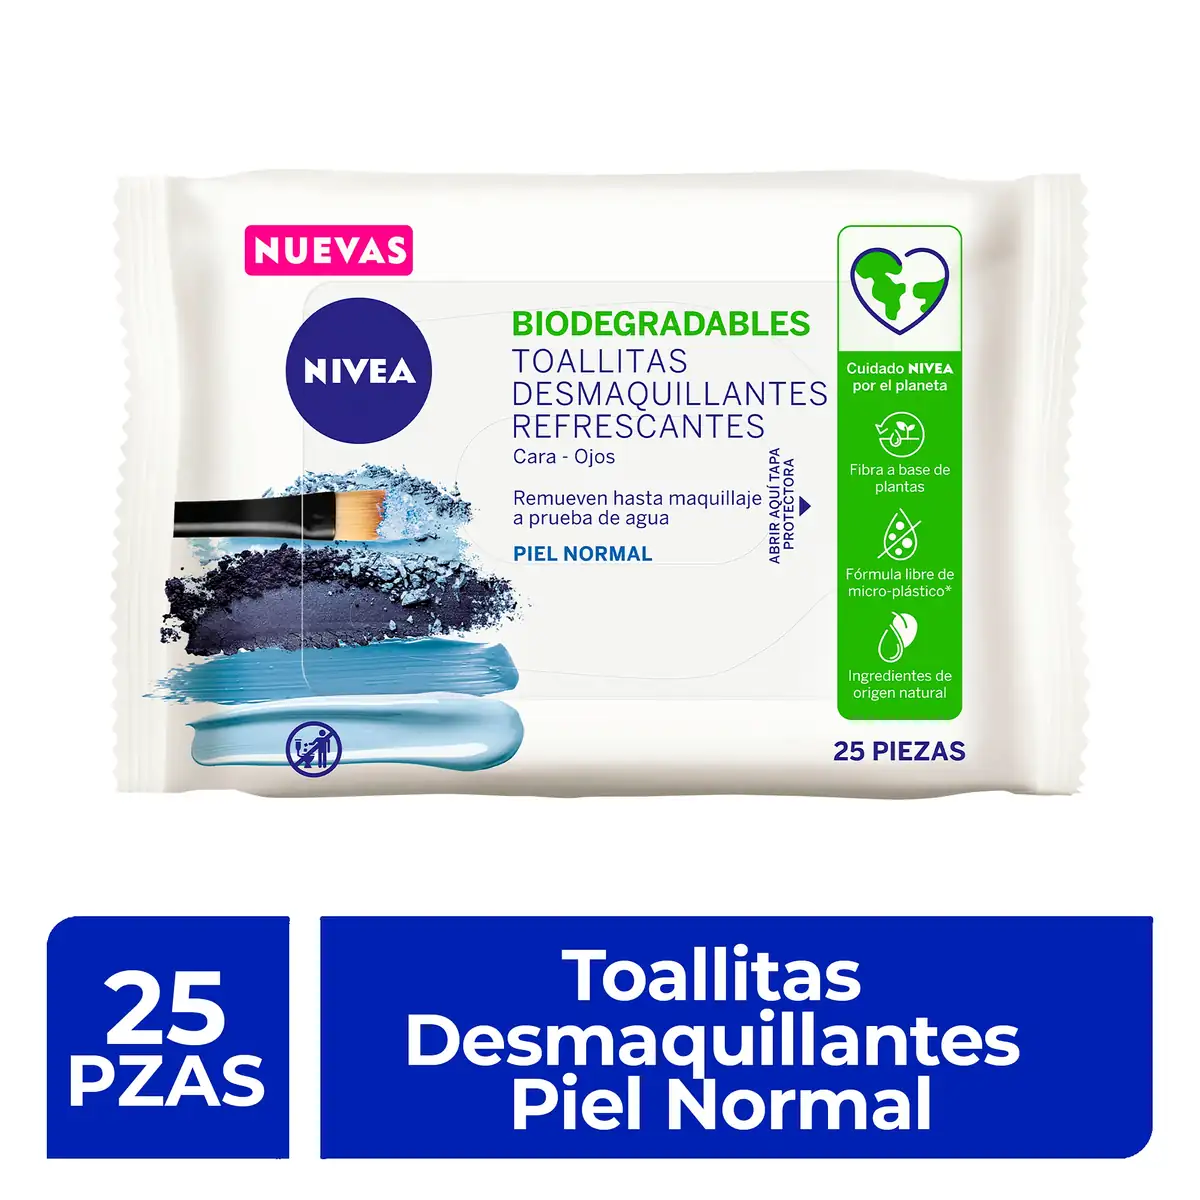 NUEVAS
NIVEA
BIODEGRADABLES
TOALLITAS
DESMAQUILLANTES
REFRESCANTES
Cara - Ojos
Remueven hasta maquillaje
a prueba de agua
PIEL NORMAL
ABRIR AQUÍ TAPA
PROTECTORA
Cuidado NIVEA
por el planeta
Fibra a base de
plantas
Fórmula libre de
micro-plástico*
Ingredientes de
origen natural
25 PIEZAS
25
PZAS
Toallitas
Desmaquillantes
Piel Normal